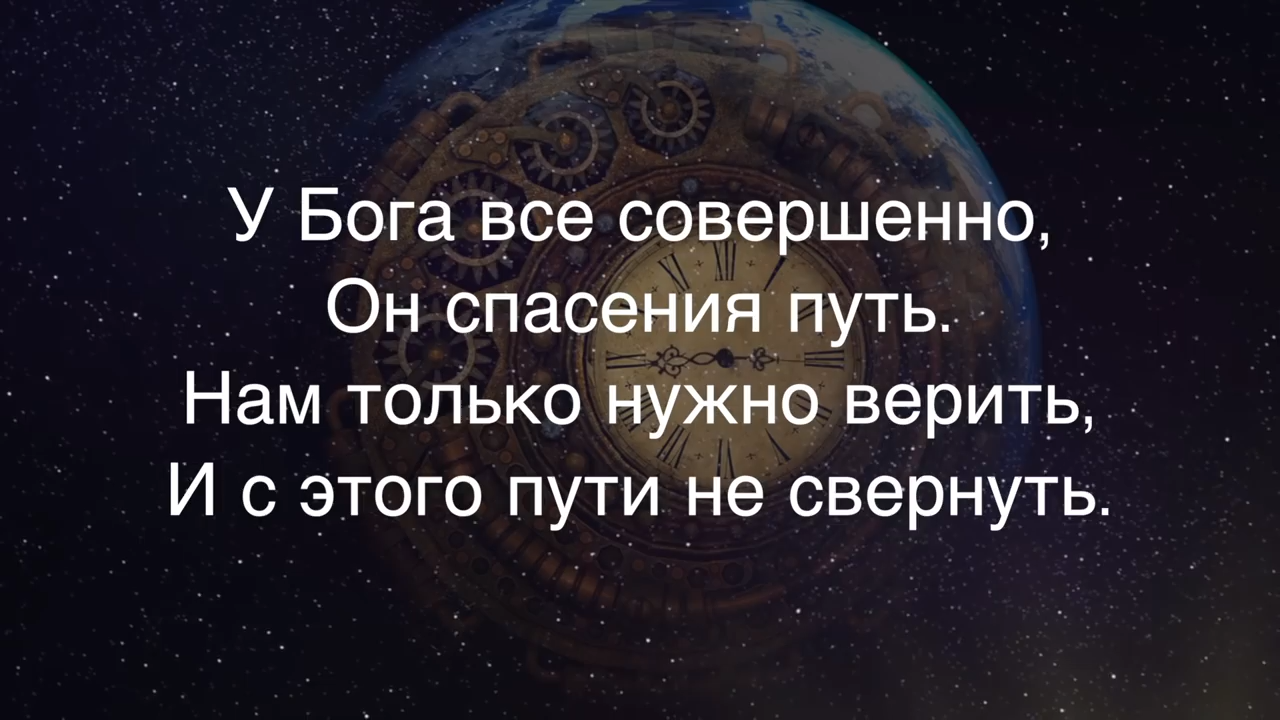 У Бога все совершенно,
Он спасения путь.
Нам только нужно верить,
И с этого пути не свернуть.